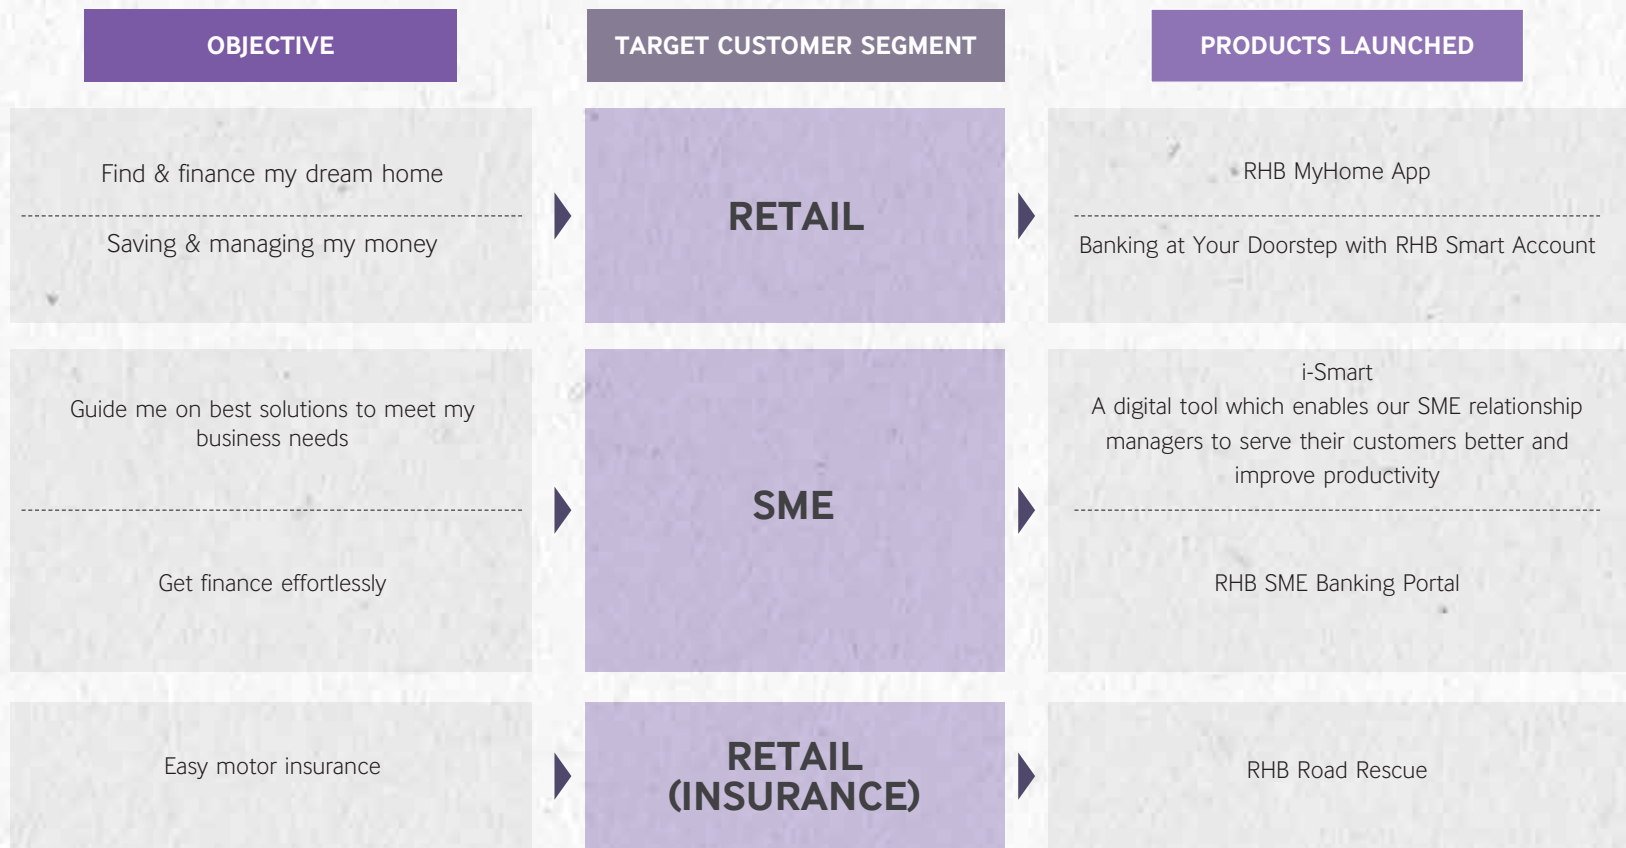 OBJECTIVE
TARGET CUSTOMER SEGMENT
PRODUCTS LAUNCHED
Find & finance my dream home
Saving & managing my money
RETAIL
RHB MyHome App
Banking at Your Doorstep with RHB Smart Account
Guide me on best solutions to meet my
business needs
Get finance effortlessly
SME
i-Smart
A digital tool which enables our SME relationship
managers to serve their customers better and
improve productivity
RHB SME Banking Portal
Easy motor insurance
RETAIL
(INSURANCE)
RHB Road Rescue